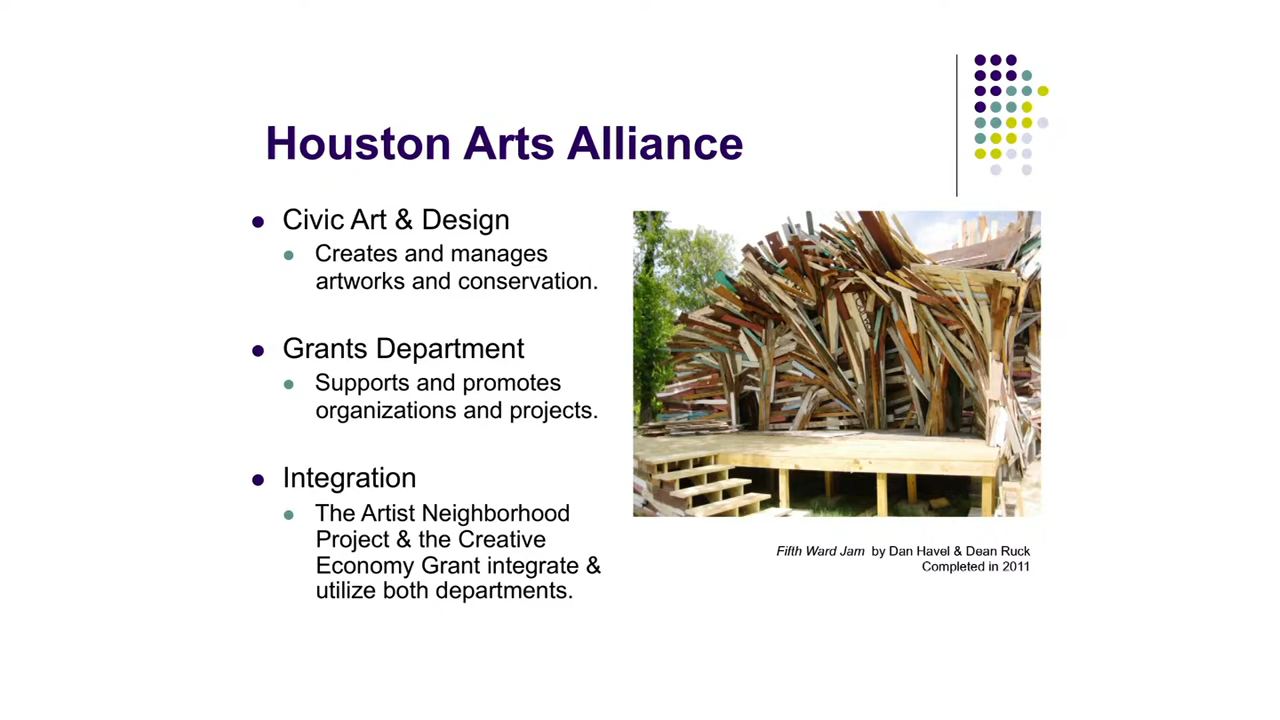 Houston Arts Alliance
Civic Art & Design
Creates and manages
artworks and conservation.
Grants Department
Supports and promotes
organizations and projects.
Integration
The Artist Neighborhood
Project & the Creative
Economy Grant integrate &
utilize both departments.
Fifth Ward Jam by Dan Havel & Dean Ruck
Completed in 2011